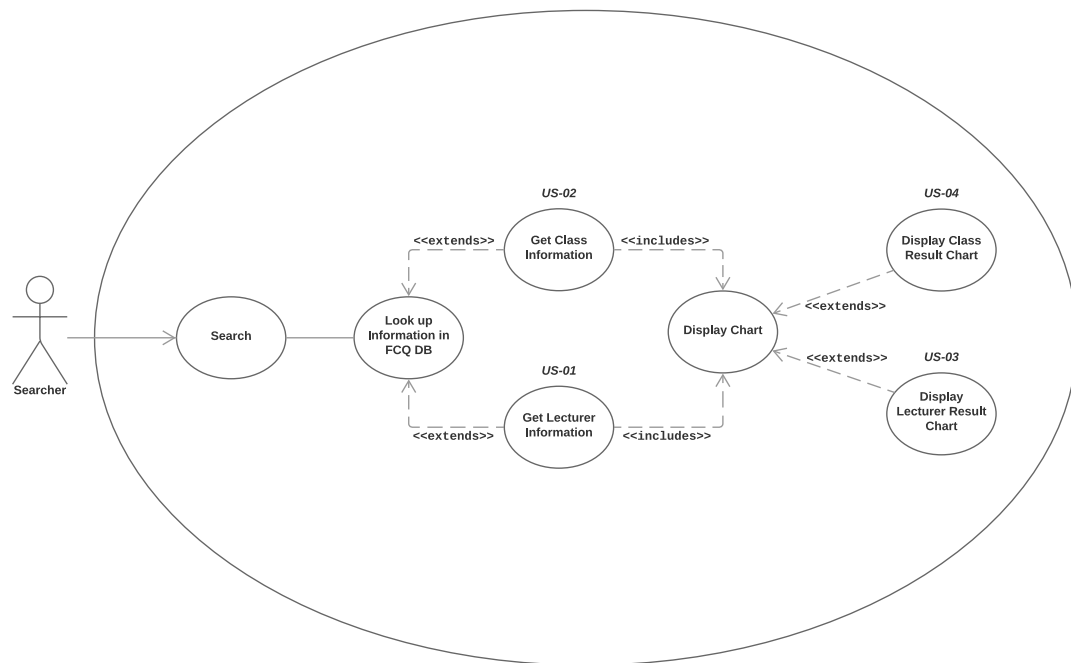 US-02
US-04
<<extends>>
Get Class
Information
<<includes>>
Display Class
Result Chart
<<extends>>
Searcher
Search
Look up
Information in
FCQ DB
Display Chart
<<extends>>
US-03
US-01
Display
Lecturer Result
Chart
<<extends>>
Get Lecturer
Information
<<includes>>